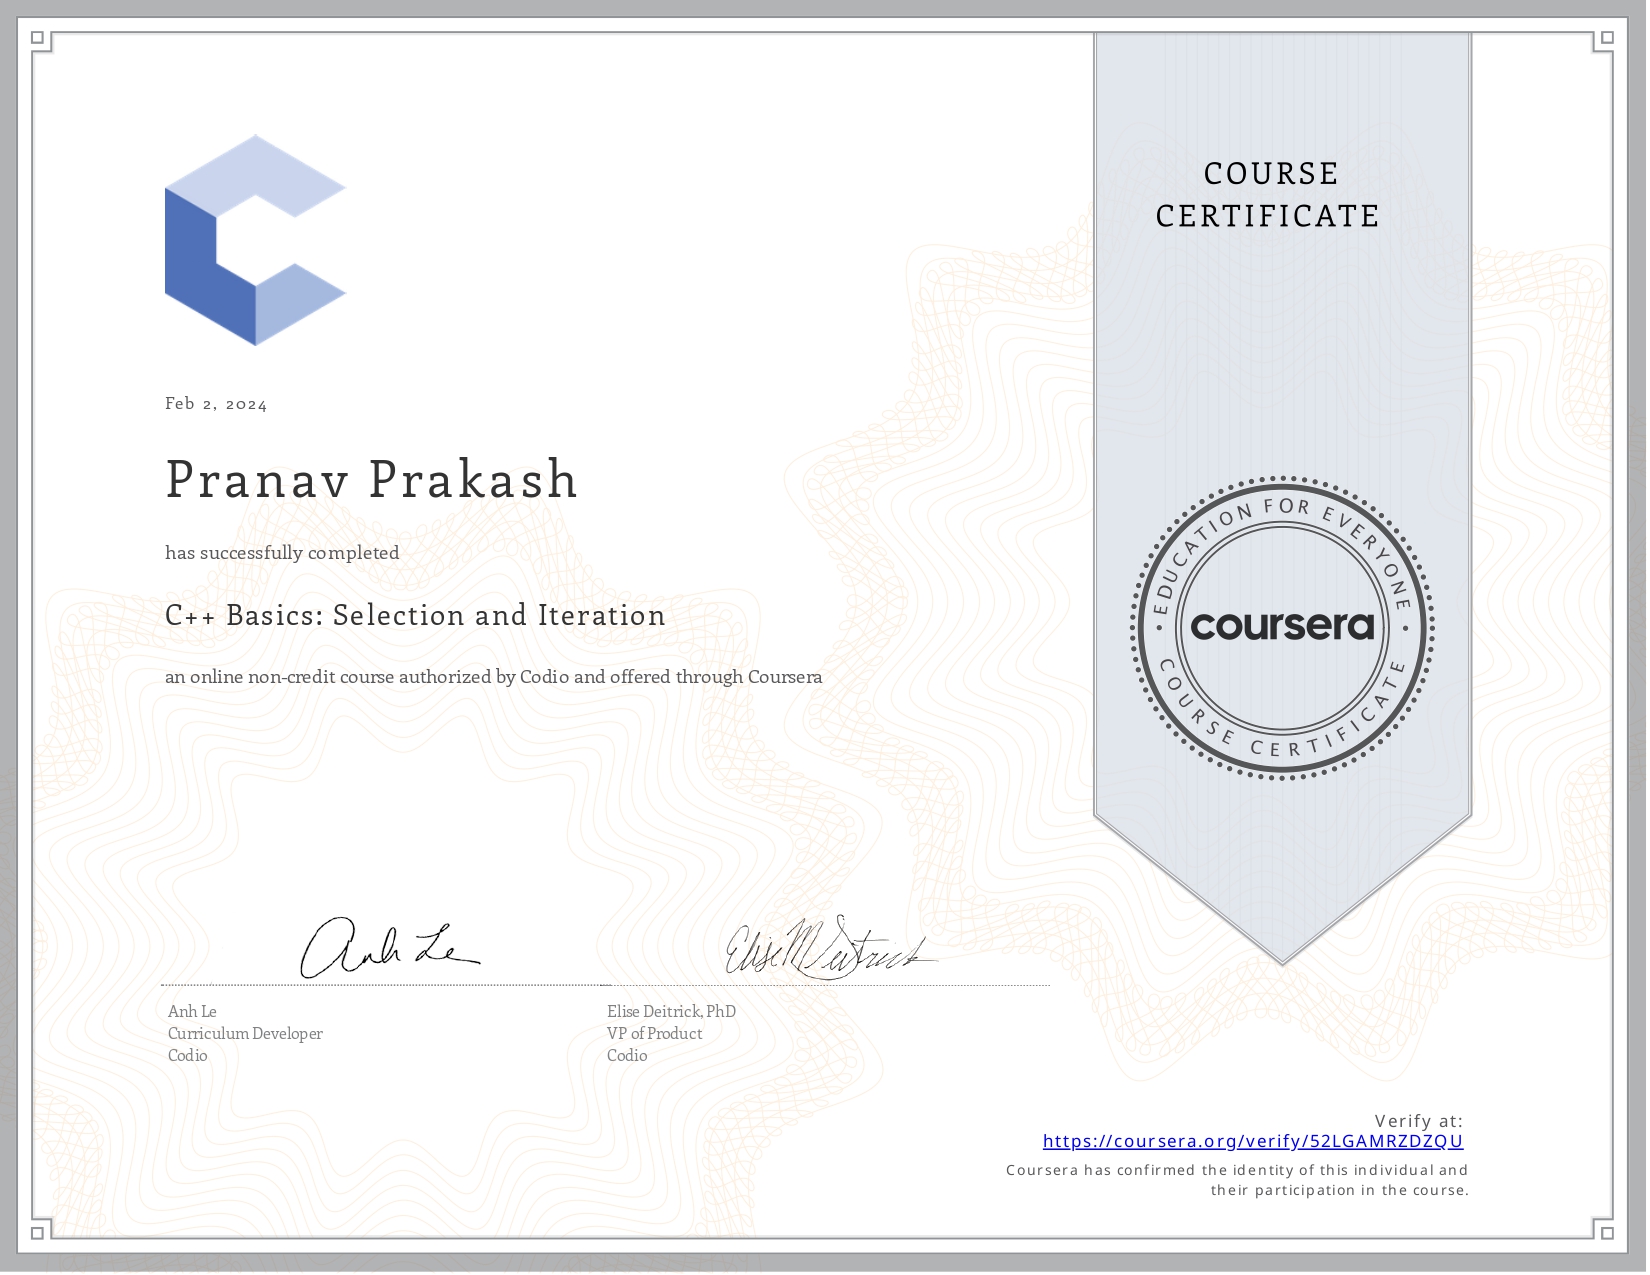 COURSE
CERTIFICATE
Feb 2, 2024
Pranav Prakash
has successfully completed
C++ Basics: Selection and Iteration
an online non-credit course authorized by Codio and offered through Coursera
EDUCATION FOR EVERYONE
coursera
COURSE CERTIFICATE
Anh Le
Elise M Deitrick
Anh Le
Curriculum Developer
Codio
Elise Deitrick, PhD
VP of Product
Codio
Verify at:
https://coursera.org/verify/52LGAMRZDZQU
Coursera has confirmed the identity of this individual and
their participation in the course.